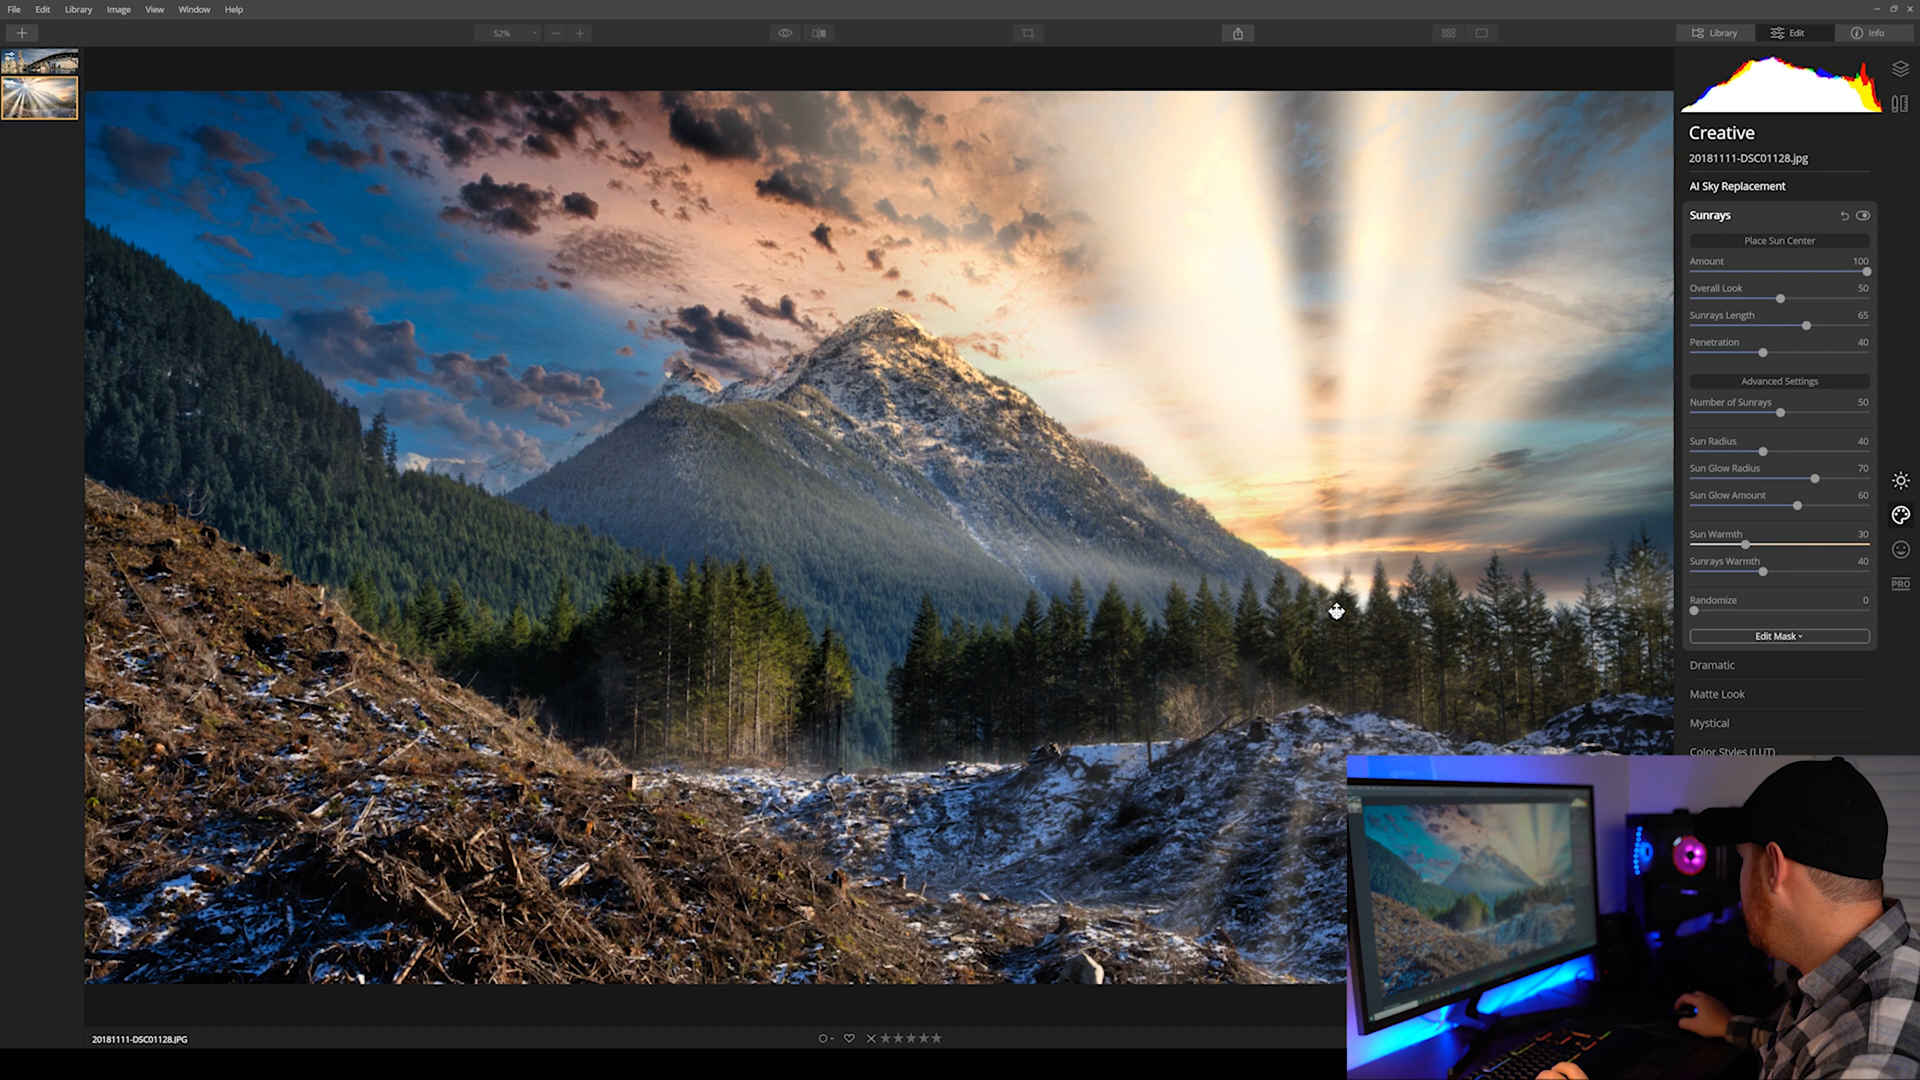 File Edit Library Image View Window Help
52%
Library Edit Info
Creative
20181111-DSC01128.jpg
AI Sky Replacement
Sunrays
Place Sun Center
Amount 100
Overall Look 50
Sunrays Length 65
Penetration 40
Advanced Settings
Number of Sunrays 50
Sun Radius 40
Sun Glow Radius 70
Sun Glow Amount 60
Sun Warmth 30
Sunrays Warmth 40
Randomize 0
Edit Mask
PRO
Dramatic
Matte Look
Mystical
Color Styles (LUT)
20181111-DSC01128.JPG